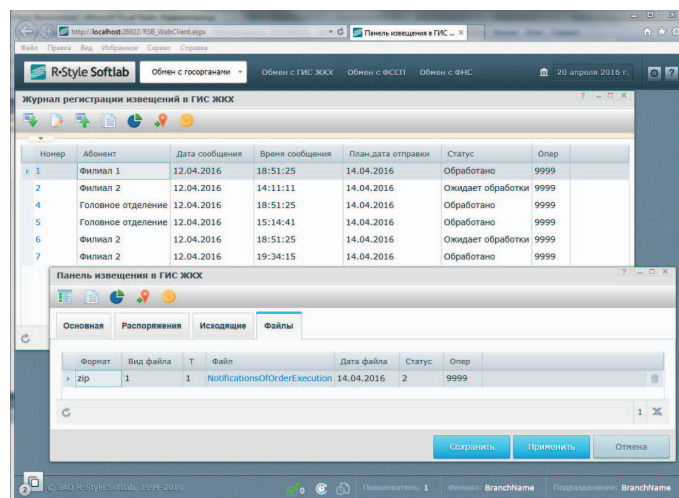 http://localhost:28022/RSB_WebClient.aspx
Панель извещения в ГИС ... ×
Файл Правка Вид Избранное Сервис Справка
R-Style Softlab Обмен с госорганами Обмен с ГИС ЖКХ Обмен с ФССП Обмен с ФНС 20 апреля 2016 г. ?
Журнал регистрации извещений в ГИС ЖКХ
Номер Абонент Дата сообщения Время сообщения План.дата отправки Статус Опер
1 Филиал 1 12.04.2016 18:51:25 14.04.2016 Обработано 9999
2 Филиал 2 12.04.2016 14:11:11 14.04.2016 Ожидает обработки 9999
4 Головное отделение 12.04.2016 18:51:25 14.04.2016 Обработано 9999
5 Головное отделение 12.04.2016 15:14:41 14.04.2016 Обработано 9999
6 Филиал 2 12.04.2016 18:51:25 14.04.2016 Ожидает обработки 9999
7 Филиал 2 12.04.2016 19:34:15 14.04.2016 Обработано 9999
Панель извещения в ГИС ЖКХ
Основная Распоряжения Исходящие Файлы
Формат Вид файла Т Файл Дата файла Статус Опер
zip 1 1 NotificationsOfOrderExecution 14.04.2016 2 9999
1
Сохранить Применить Отмена
2 © ЗАО R-Style Softlab, 1994-2016 0 Пользователь: 1 Филиал: BranchName Подразделение: BranchName